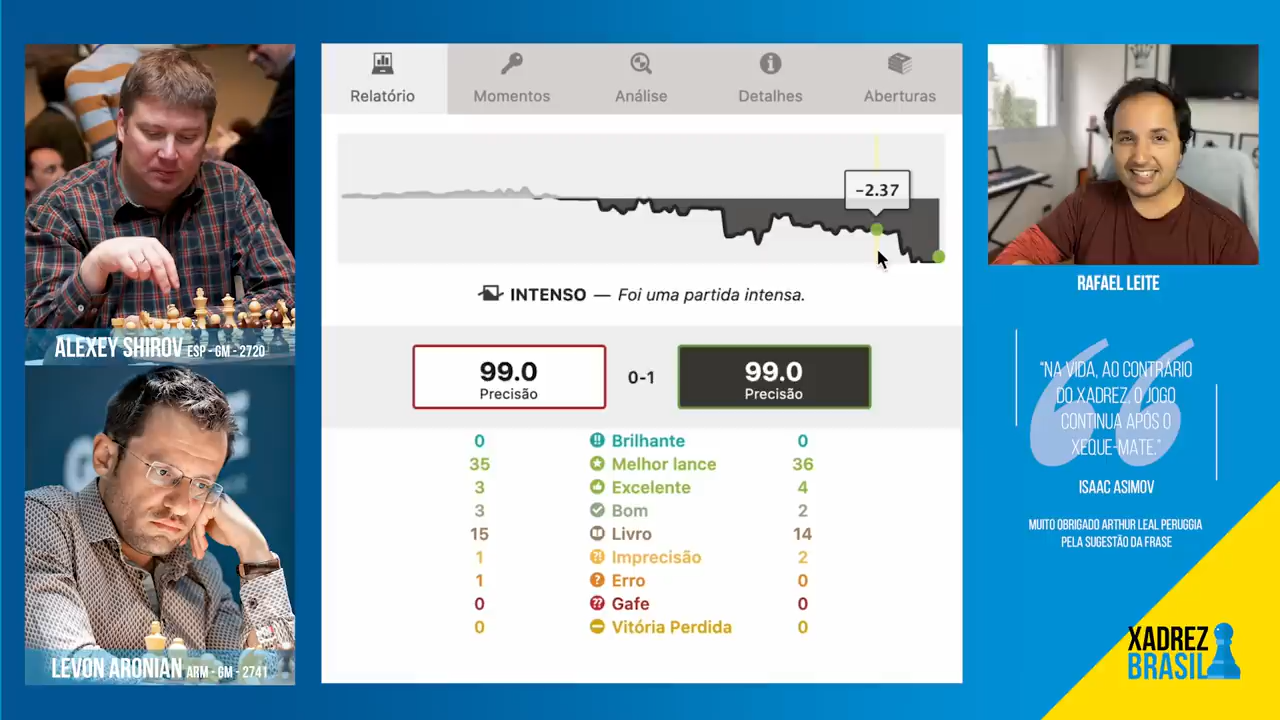 ALEXEY SHIROV ESP - GM - 2720
LEVON ARONIAN ARM - GM - 2741
Relatório
Momentos
Análise
Detalhes
Aberturas
-2.37
INTENSO — Foi uma partida intensa.
99.0
Precisão
0-1
99.0
Precisão
0 Brilhante 0
35 Melhor lance 36
3 Excelente 4
3 Bom 2
15 Livro 14
1 Imprecisão 2
1 Erro 0
0 Gafe 0
0 Vitória Perdida 0
RAFAEL LEITE
"NA VIDA, AO CONTRÁRIO
DO XADREZ, O JOGO
CONTINUA APÓS O
XEQUE-MATE."
ISAAC ASIMOV
MUITO OBRIGADO ARTHUR LEAL PERUGGIA
PELA SUGESTÃO DA FRASE
XADREZ
BRASIL